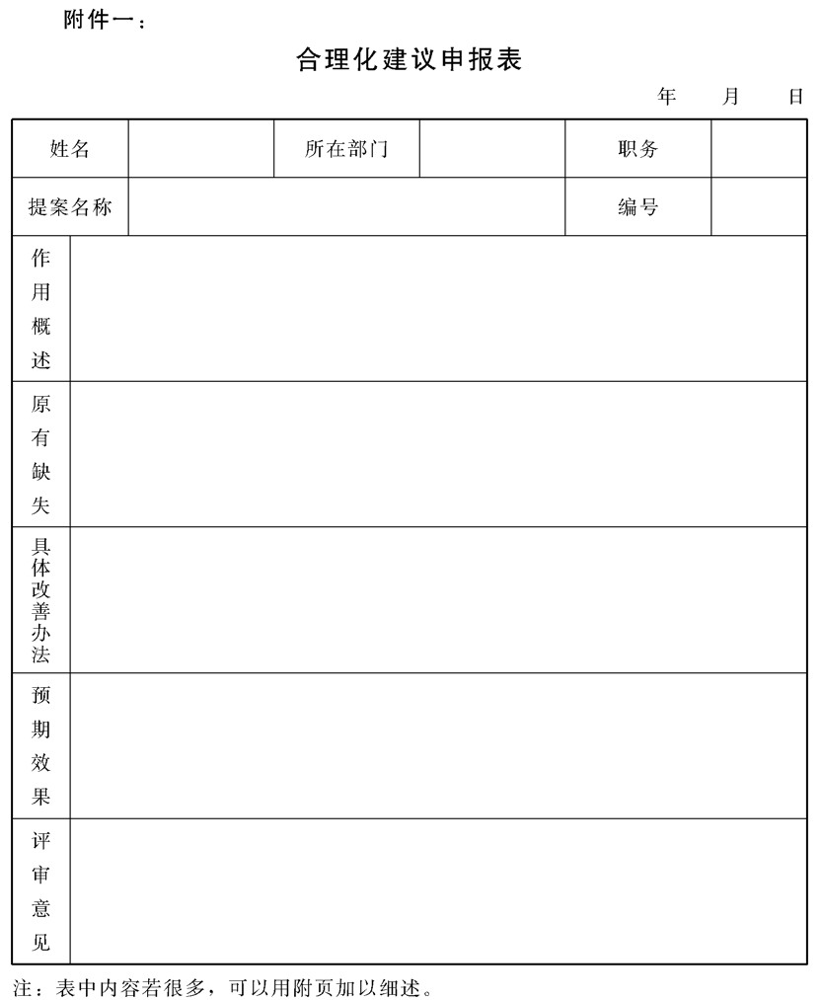 附件一：
合理化建议申报表
年 月 日
姓名 所在部门 职务
提案名称 编号
作用概述
原有缺失
具体改善办法
预期效果
评审意见
注：表中内容若很多，可以用附页加以细述。